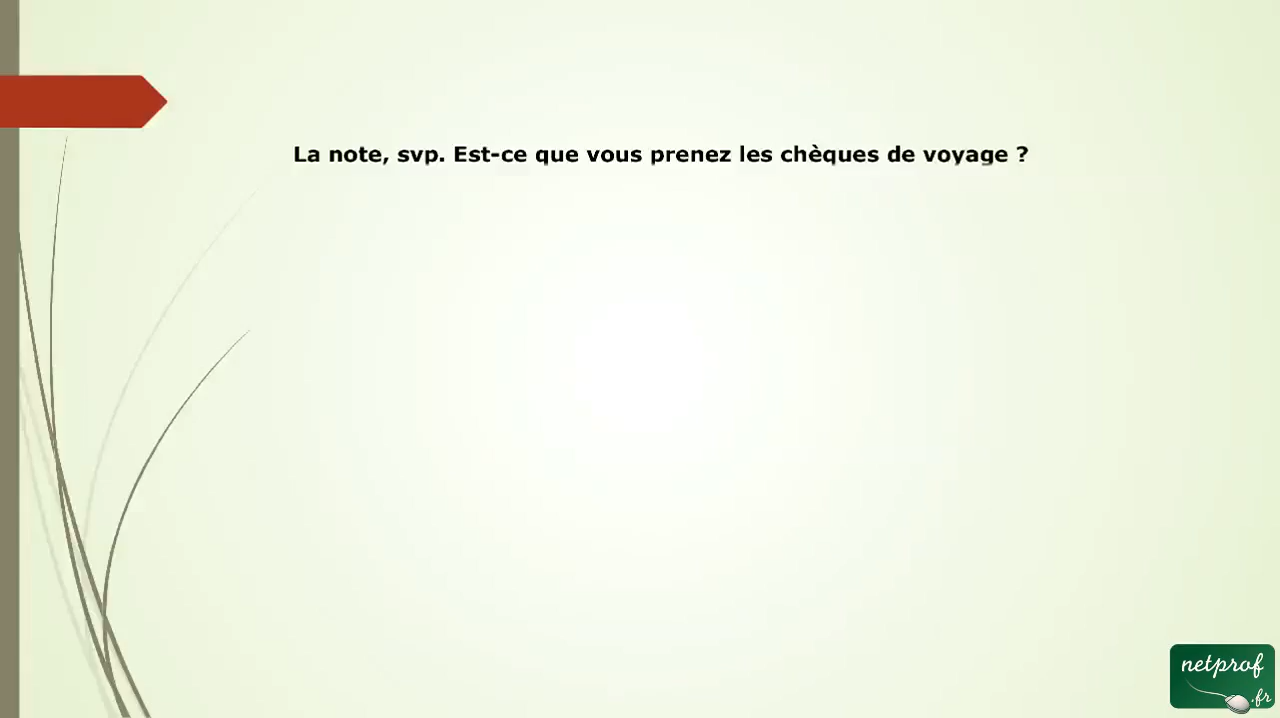 La note, svp. Est-ce que vous prenez les chèques de voyage ?
netprof
.fr